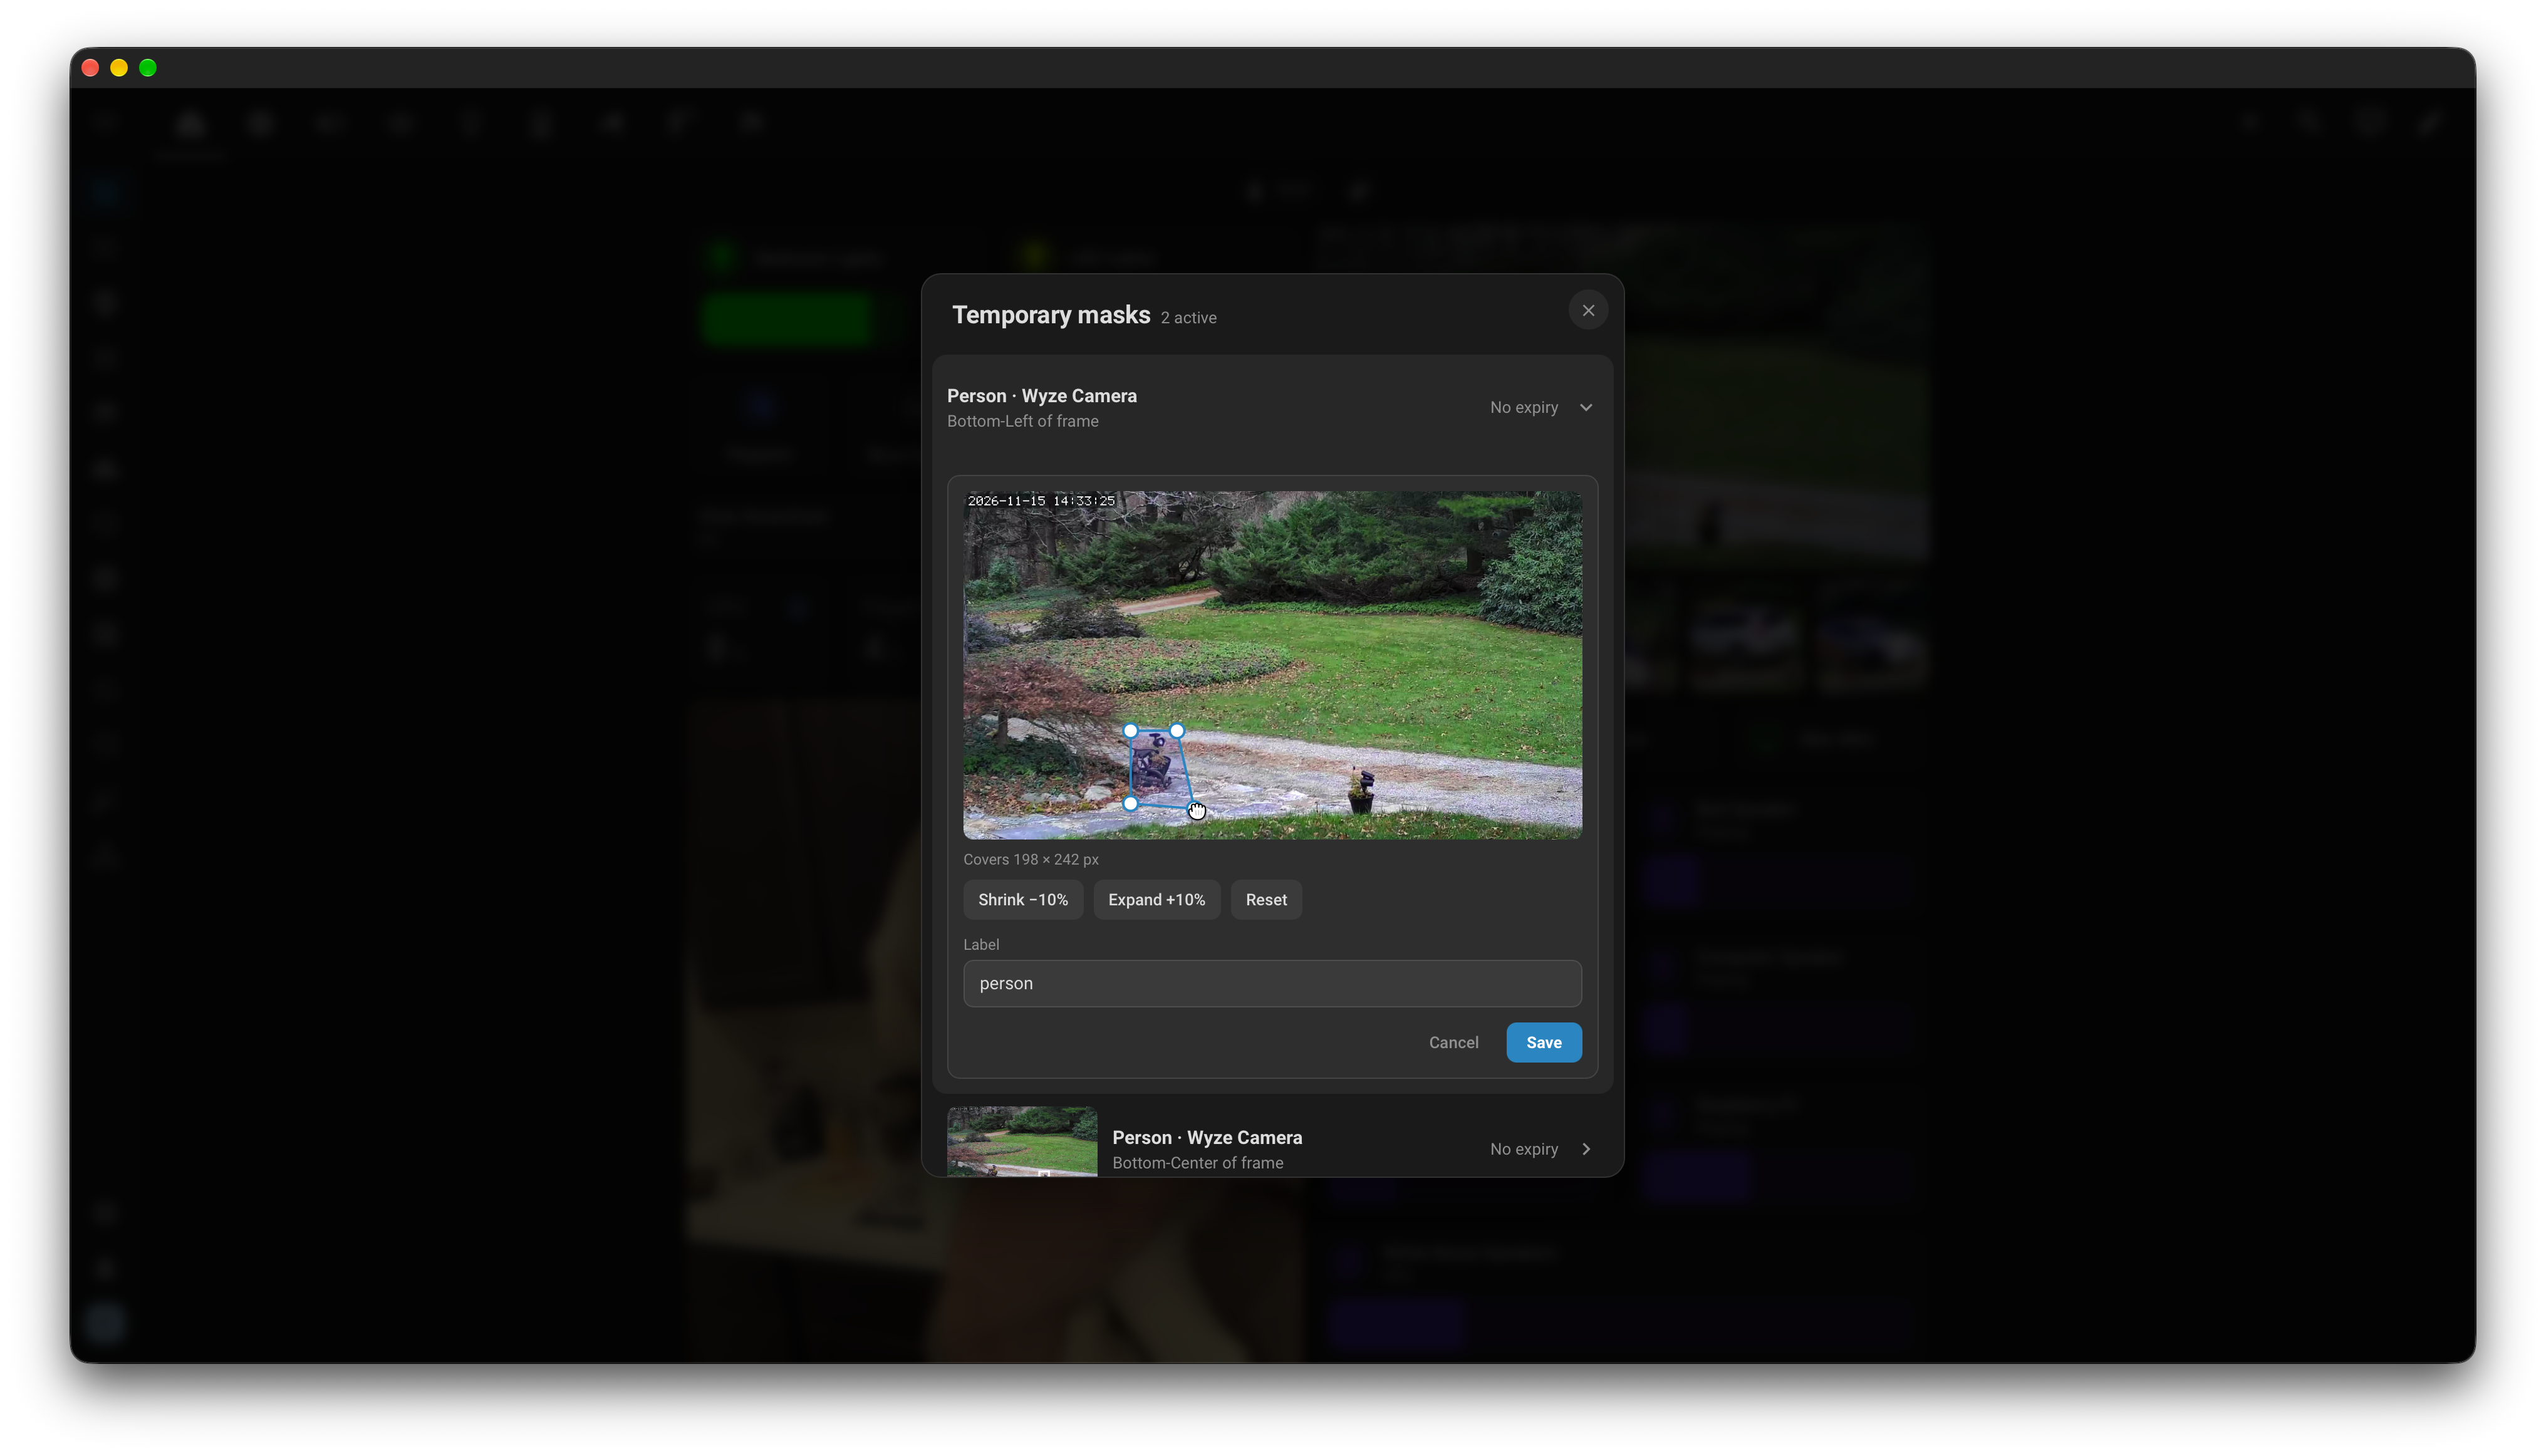 Temporary masks 2 active
Person · Wyze Camera
Bottom-Left of frame
No expiry
2026-11-15 14:33:25
Covers 198 × 242 px
Shrink −10% Expand +10% Reset
Label
person
Cancel Save
Person · Wyze Camera
Bottom-Center of frame
No expiry